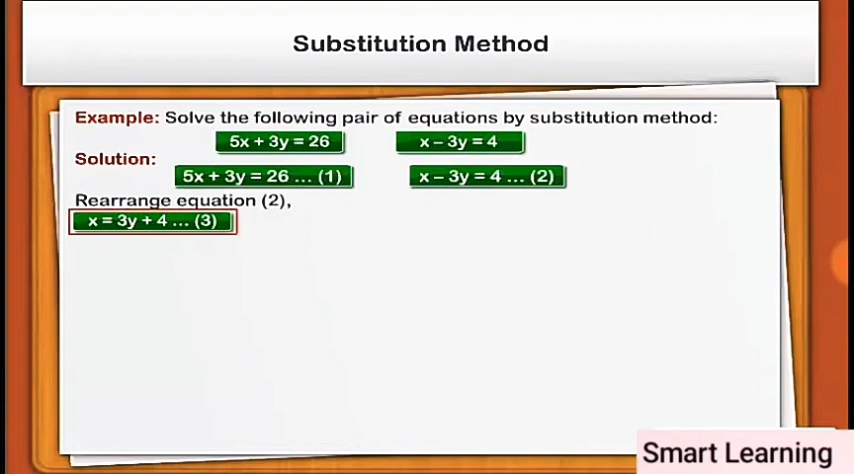 Substitution Method
Example: Solve the following pair of equations by substitution method:
5x + 3y = 26 x – 3y = 4
Solution:
5x + 3y = 26 ... (1) x – 3y = 4 ... (2)
Rearrange equation (2),
x = 3y + 4 ... (3)
Smart Learning